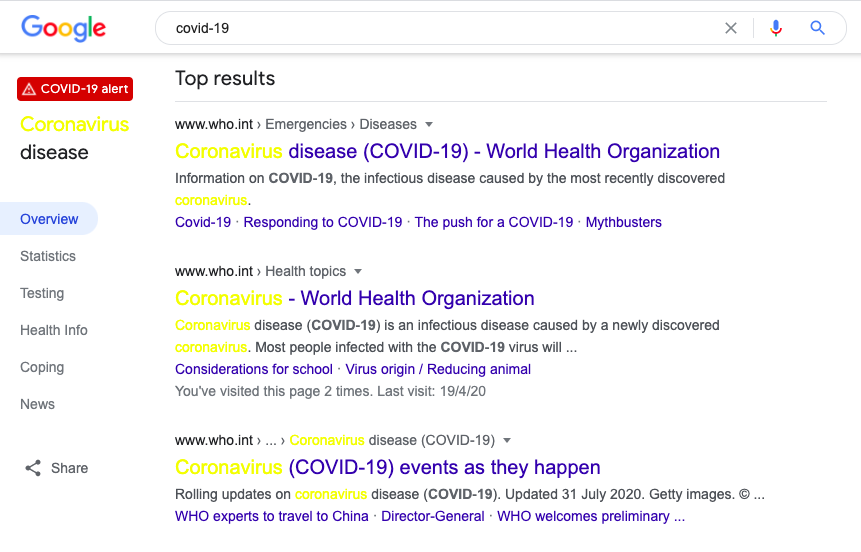 Google
covid-19
COVID-19 alert
Coronavirus
disease
Overview
Statistics
Testing
Health Info
Coping
News
Share
Top results
www.who.int › Emergencies › Diseases
Coronavirus disease (COVID-19) - World Health Organization
Information on COVID-19, the infectious disease caused by the most recently discovered
coronavirus.
Covid-19 · Responding to COVID-19 · The push for a COVID-19 · Mythbusters
www.who.int › Health topics
Coronavirus - World Health Organization
Coronavirus disease (COVID-19) is an infectious disease caused by a newly discovered
coronavirus. Most people infected with the COVID-19 virus will ...
Considerations for school · Virus origin / Reducing animal
You've visited this page 2 times. Last visit: 19/4/20
www.who.int › ... › Coronavirus disease (COVID-19)
Coronavirus (COVID-19) events as they happen
Rolling updates on coronavirus disease (COVID-19). Updated 31 July 2020. Getty images. © ...
WHO experts to travel to China · Director-General · WHO welcomes preliminary ...